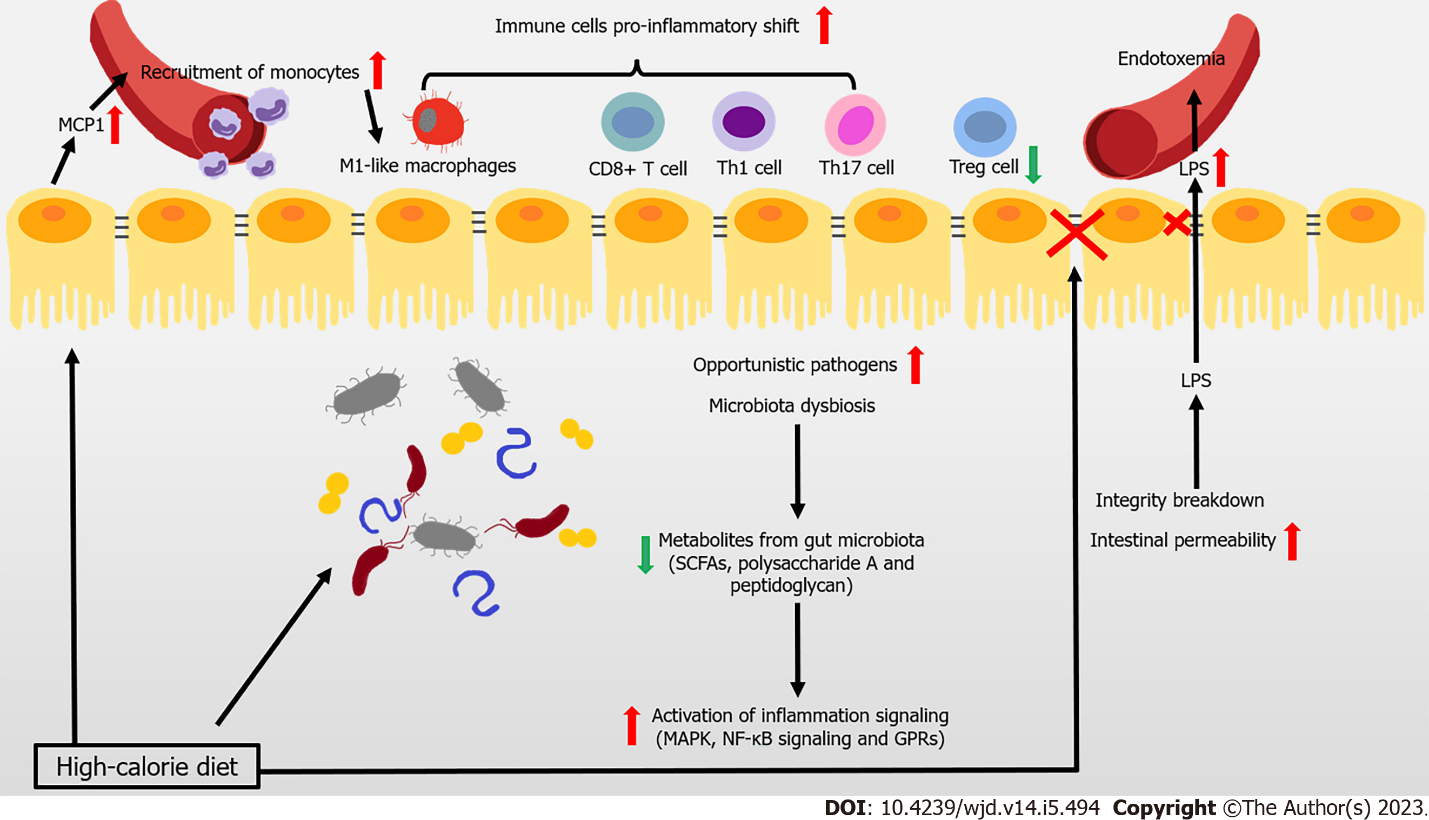 Immune cells pro-inflammatory shift
Recruitment of monocytes
MCP1
M1-like macrophages
CD8+ T cell
Th1 cell
Th17 cell
Treg cell
Endotoxemia
LPS
Opportunistic pathogens
Microbiota dysbiosis
Metabolites from gut microbiota
(SCFAs, polysaccharide A and
peptidoglycan)
Activation of inflammation signaling
(MAPK, NF-κB signaling and GPRs)
LPS
Integrity breakdown
Intestinal permeability
High-calorie diet
DOI: 10.4239/wjd.v14.i5.494 Copyright ©The Author(s) 2023.